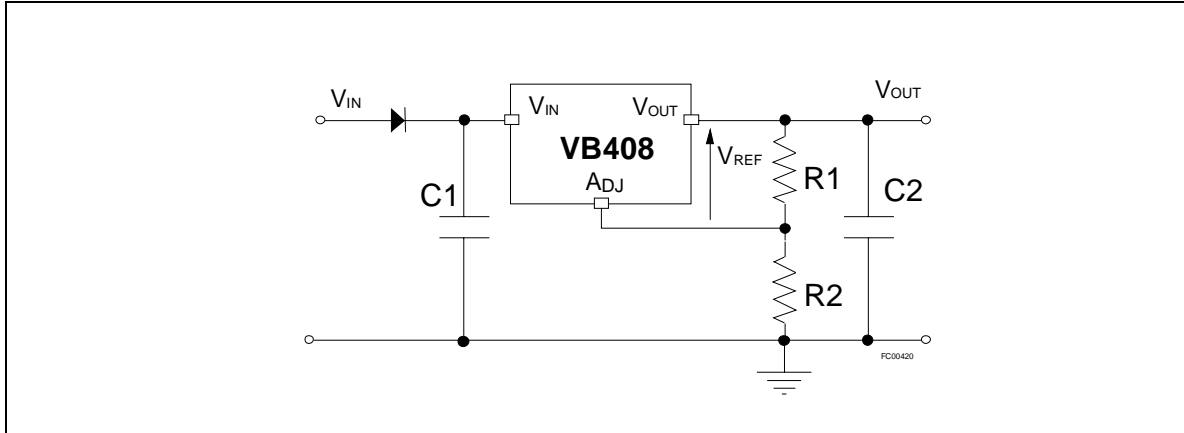 VIN
VIN
VOUT
VOUT
VB408
VREF
ADJ
R1
C1
C2
R2
FC00420